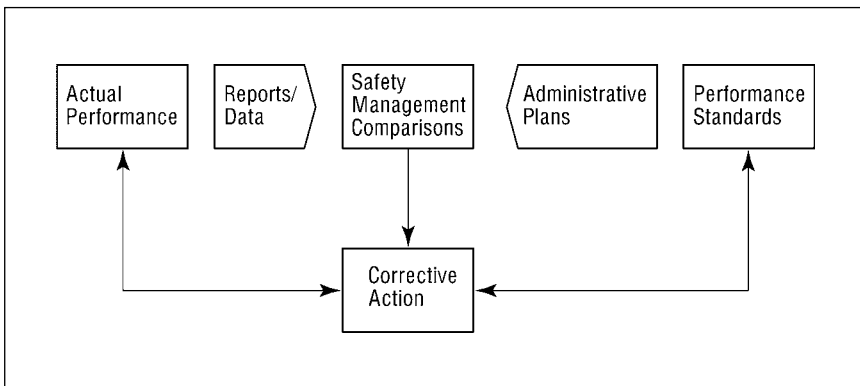 Actual
Performance
Reports/
Data
Safety
Management
Comparisons
Administrative
Plans
Performance
Standards
Corrective
Action